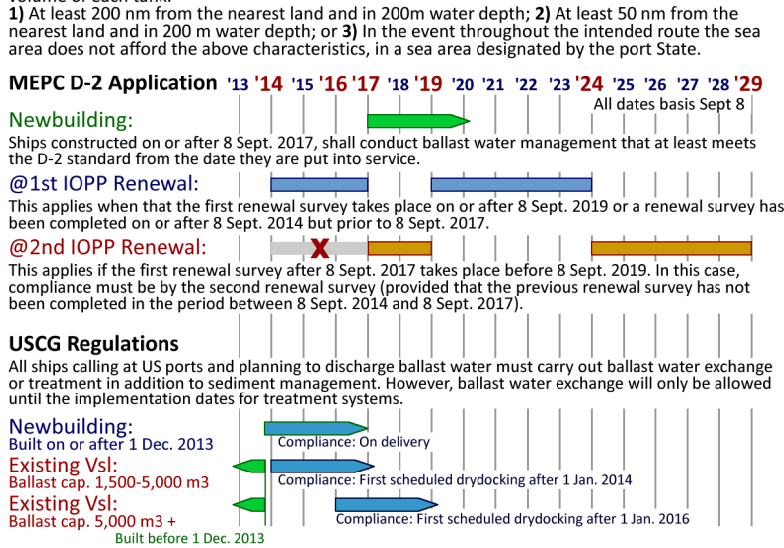 1) At least 200 nm from the nearest land and in 200m water depth; 2) At least 50 nm from the
nearest land and in 200 m water depth; or 3) In the event throughout the intended route the sea
area does not afford the above characteristics, in a sea area designated by the port State.
MEPC D-2 Application '13 '14 '15 '16 '17 '18 '19 '20 '21 '22 '23 '24 '25 '26 '27 '28 '29
All dates basis Sept 8
Newbuilding:
Ships constructed on or after 8 Sept. 2017, shall conduct ballast water management that at least meets
the D-2 standard from the date they are put into service.
@1st IOPP Renewal:
This applies when that the first renewal survey takes place on or after 8 Sept. 2019 or a renewal survey has
been completed on or after 8 Sept. 2014 but prior to 8 Sept. 2017.
@2nd IOPP Renewal: X
This applies if the first renewal survey after 8 Sept. 2017 takes place before 8 Sept. 2019. In this case,
compliance must be by the second renewal survey (provided that the previous renewal survey has not
been completed in the period between 8 Sept. 2014 and 8 Sept. 2017).
USCG Regulations
All ships calling at US ports and planning to discharge ballast water must carry out ballast water exchange
or treatment in addition to sediment management. However, ballast water exchange will only be allowed
until the implementation dates for treatment systems.
Newbuilding:
Built on or after 1 Dec. 2013 Compliance: On delivery
Existing Vsl:
Ballast cap. 1,500-5,000 m3 Compliance: First scheduled drydocking after 1 Jan. 2014
Existing Vsl:
Ballast cap. 5,000 m3 + Compliance: First scheduled drydocking after 1 Jan. 2016
Built before 1 Dec. 2013